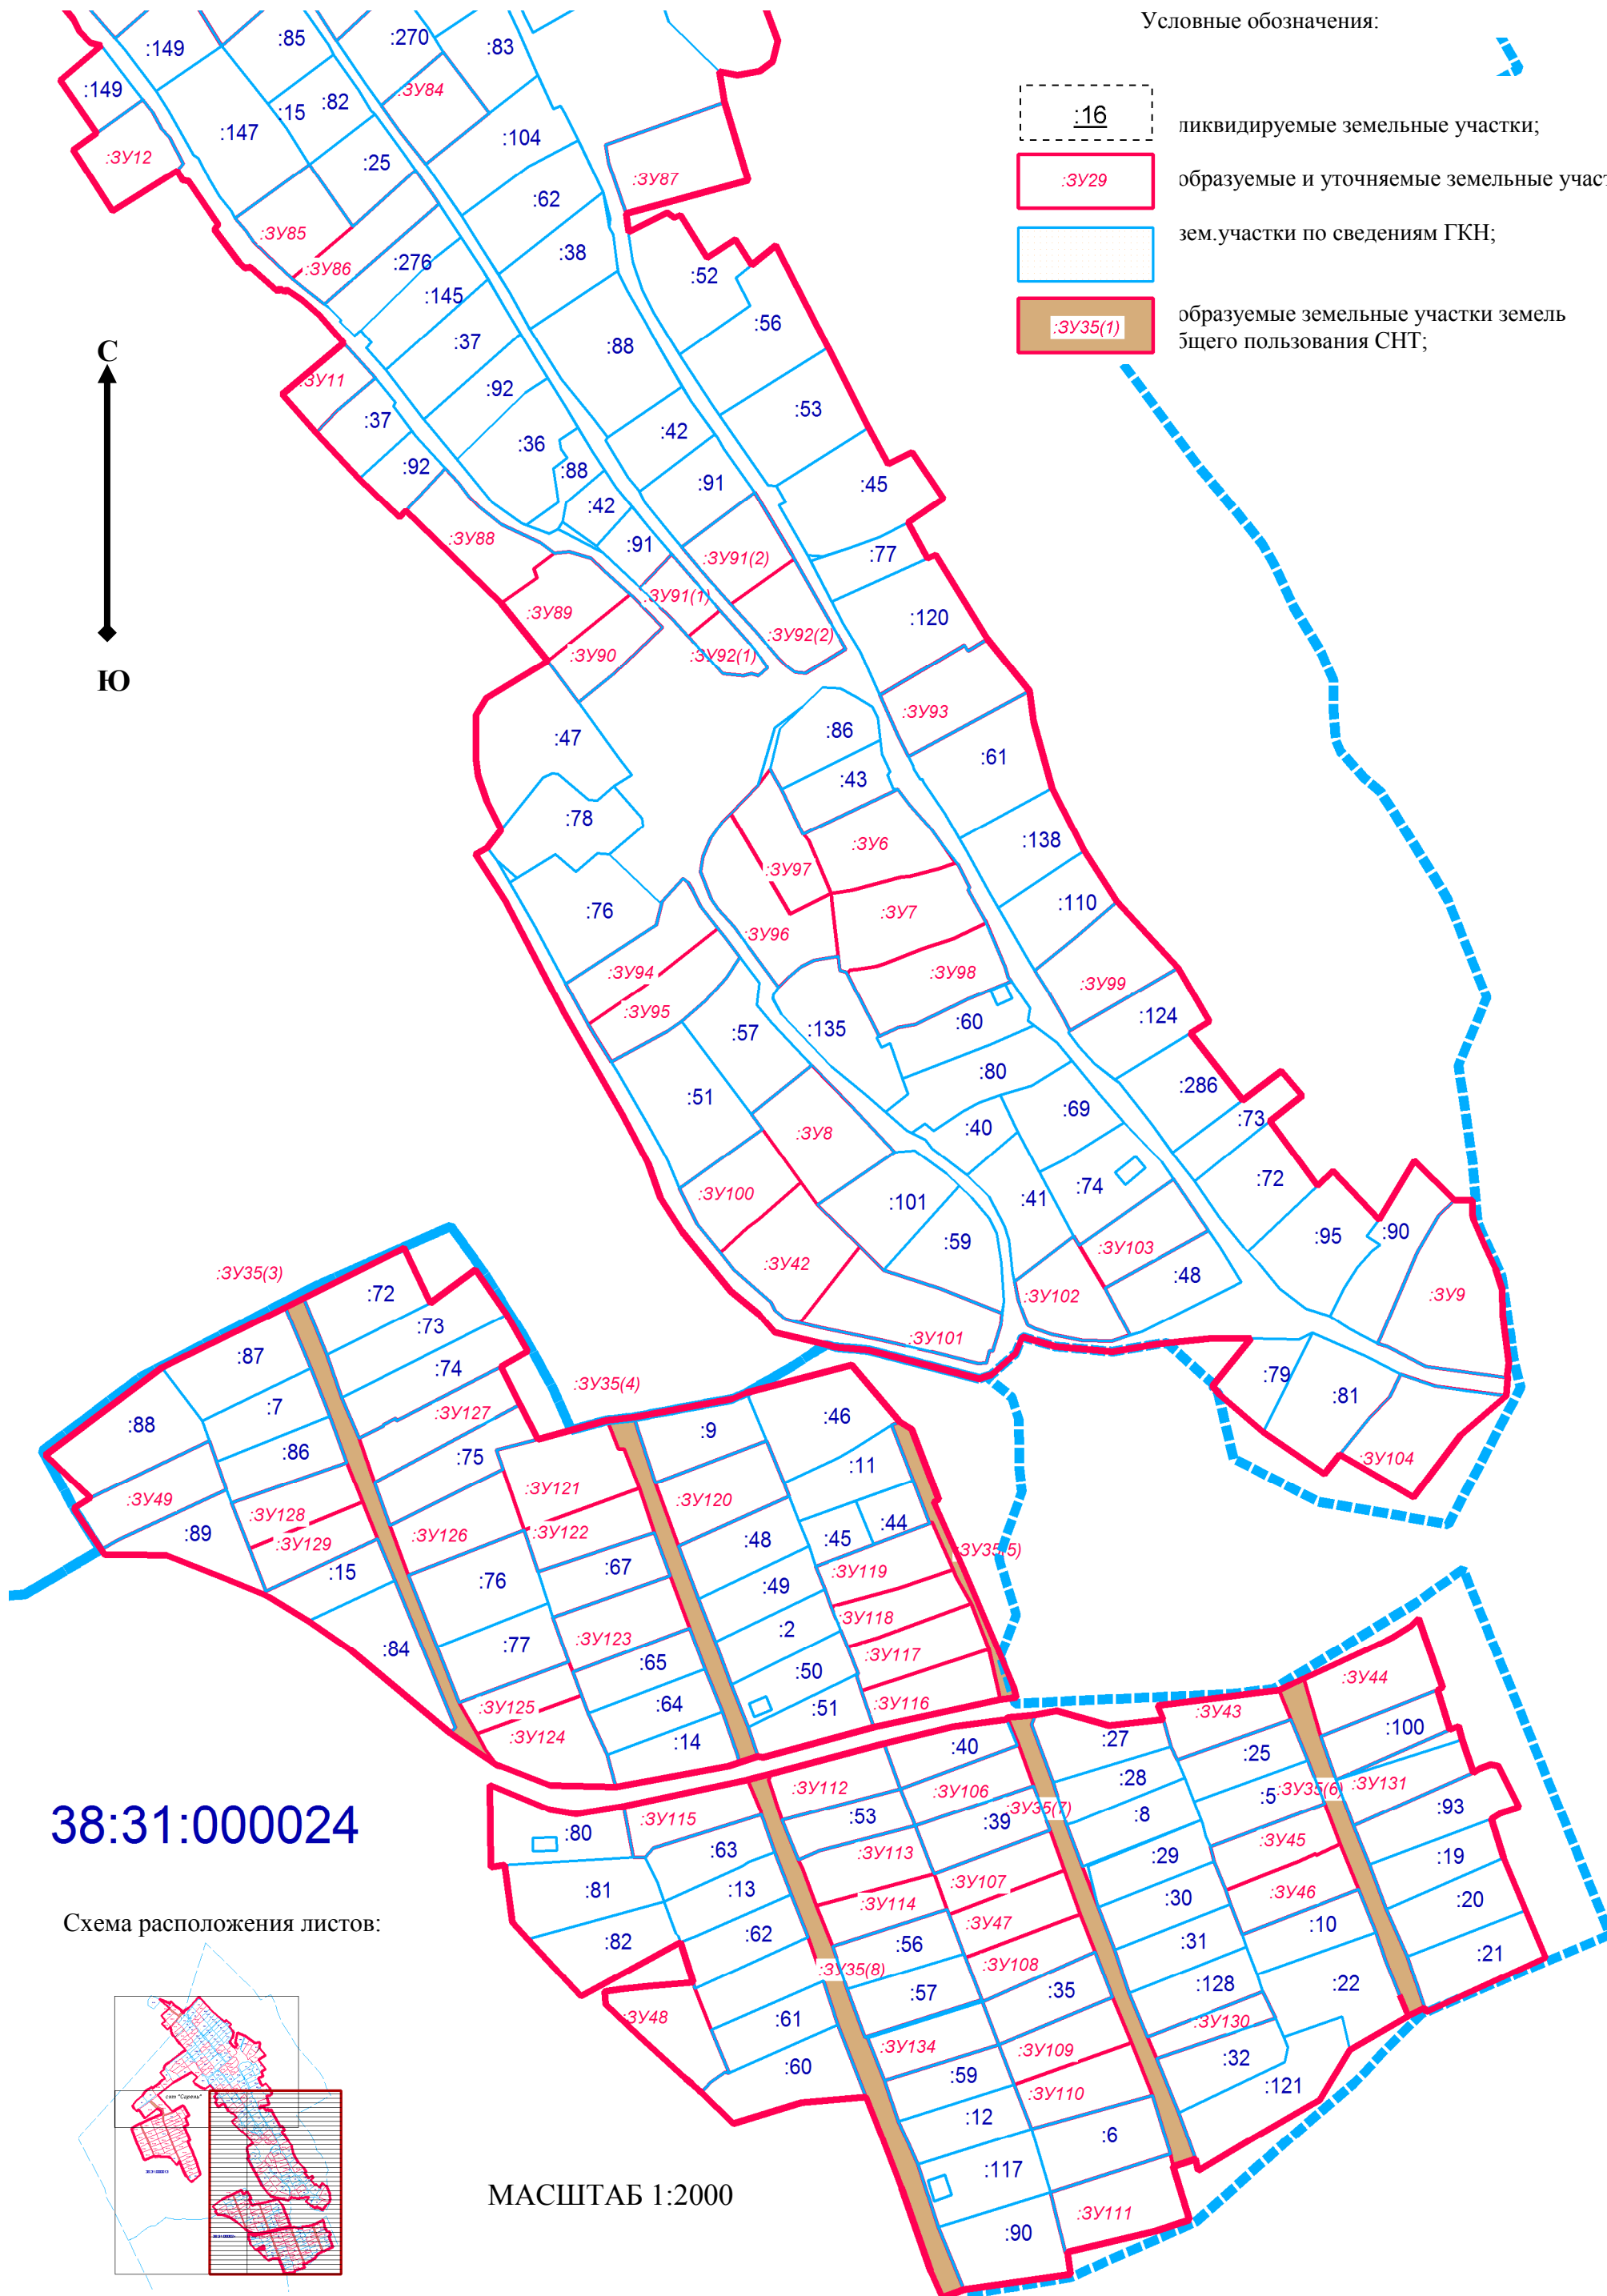 Условные обозначения:
:16
ликвидируемые земельные участки;
:ЗУ29
образуемые и уточняемые земельные
зем.участки по сведениям ГКН;
:ЗУ35(1)
образуемые земельные участки земель
общего пользования СНТ;
С
Ю
:149
:85
:270
:83
:149
:ЗУ84
:147
:15
:82
:104
:ЗУ12
:25
:ЗУ87
:62
:ЗУ85
:38
:ЗУ86
:276
:52
:145
:56
:37
:88
:ЗУ11
:92
:53
:37
:42
:36
:92
:88
:91
:45
:42
:ЗУ88
:91
:ЗУ91(2)
:77
:ЗУ91(1)
:ЗУ89
:120
:ЗУ92(2)
:ЗУ90
:ЗУ92(1)
:ЗУ93
:47
:86
:61
:43
:78
:ЗУ6
:138
:ЗУ97
:76
:ЗУ7
:110
:ЗУ96
:ЗУ94
:ЗУ98
:ЗУ99
:ЗУ95
:57
:135
:60
:124
:80
:286
:51
:69
:73
:ЗУ8
:40
:72
:ЗУ100
:101
:41
:74
:95
:90
:59
:ЗУ103
:ЗУ42
:48
:ЗУ102
:ЗУ9
:ЗУ101
:79
:81
:ЗУ104
:ЗУ35(3)
:72
:73
:87
:74
:ЗУ35(4)
:7
:ЗУ127
:46
:88
:9
:86
:75
:11
:ЗУ49
:ЗУ121
:ЗУ120
:ЗУ128
:89
:ЗУ126
:ЗУ122
:48
:45
:44
:ЗУ129
:ЗУ35(5)
:15
:76
:67
:49
:ЗУ119
:84
:77
:ЗУ123
:2
:ЗУ118
:65
:50
:ЗУ117
:ЗУ125
:64
:51
:ЗУ116
:ЗУ124
:14
:ЗУ44
:ЗУ43
:100
:27
:40
:25
:28
:ЗУ112
:ЗУ106
:5
:ЗУ35(6)
:ЗУ131
:80
:ЗУ115
:53
:39
:ЗУ35(7)
:8
:93
:63
:ЗУ113
:29
:ЗУ45
:19
:81
:13
:ЗУ107
:30
:ЗУ46
:ЗУ114
:20
:82
:62
:56
:ЗУ47
:31
:10
:21
:ЗУ35(8)
:ЗУ108
:57
:35
:128
:22
:ЗУ48
:61
:ЗУ130
:ЗУ134
:ЗУ109
:60
:59
:32
:ЗУ110
:121
:12
:6
:117
:ЗУ111
:90
38:31:000024
Схема расположения листов:
МАСШТАБ 1:2000